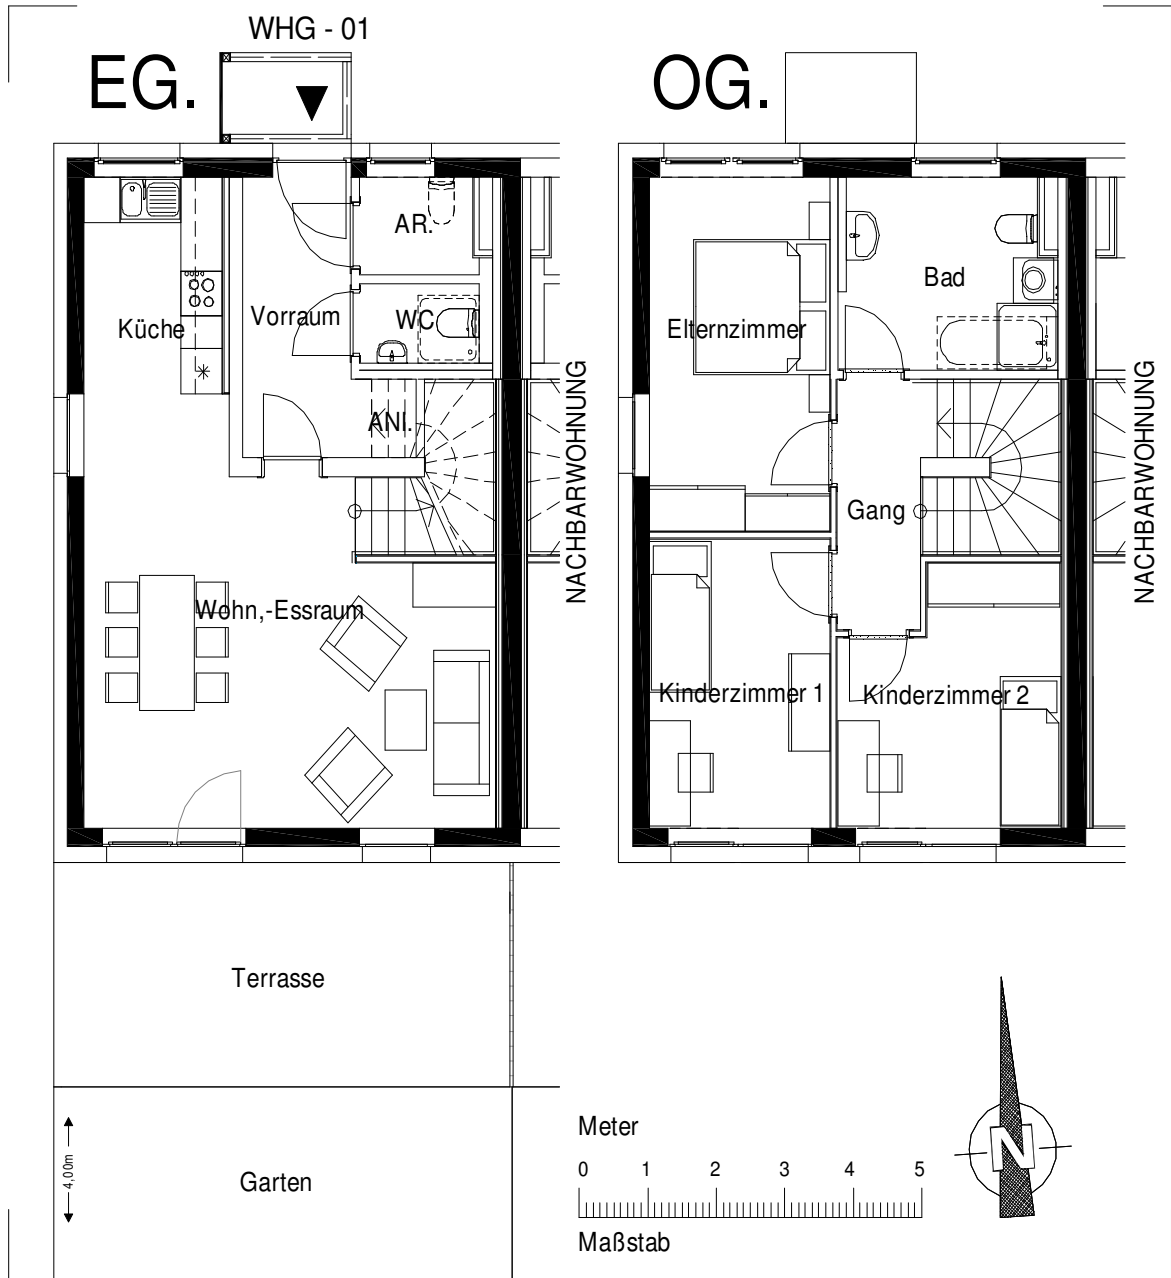 WHG - 01
EG.
OG.
AR.
Küche
Vorraum
WC
ANI.
Wohn,-Essraum
NACHBARWOHNUNG
Elternzimmer
Bad
Gang
Kinderzimmer 1
Kinderzimmer 2
NACHBARWOHNUNG
Terrasse
Garten
4,00m
Meter
0 1 2 3 4 5
Maßstab
N